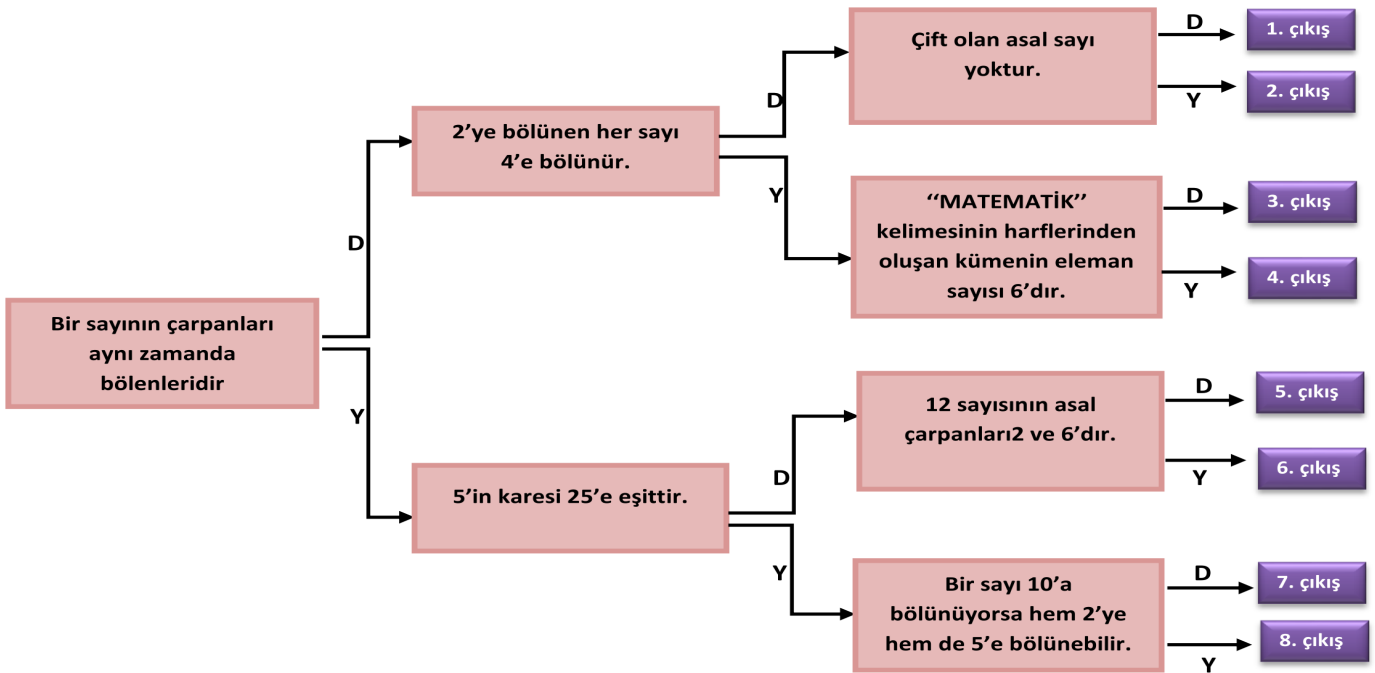 Bir sayının çarpanları
aynı zamanda
bölenleridir
D
Y
2’ye bölünen her sayı
4’e bölünür.
D
Y
5’in karesi 25’e eşittir.
D
Y
Çift olan asal sayı
yoktur.
D
Y
1. çıkış
2. çıkış
‘‘MATEMATİK’’
kelimesinin harflerinden
oluşan kümenin eleman
sayısı 6’dır.
D
Y
3. çıkış
4. çıkış
12 sayısının asal
çarpanları2 ve 6’dır.
D
Y
5. çıkış
6. çıkış
Bir sayı 10’a
bölünüyorsa hem 2’ye
hem de 5’e bölünebilir.
D
Y
7. çıkış
8. çıkış